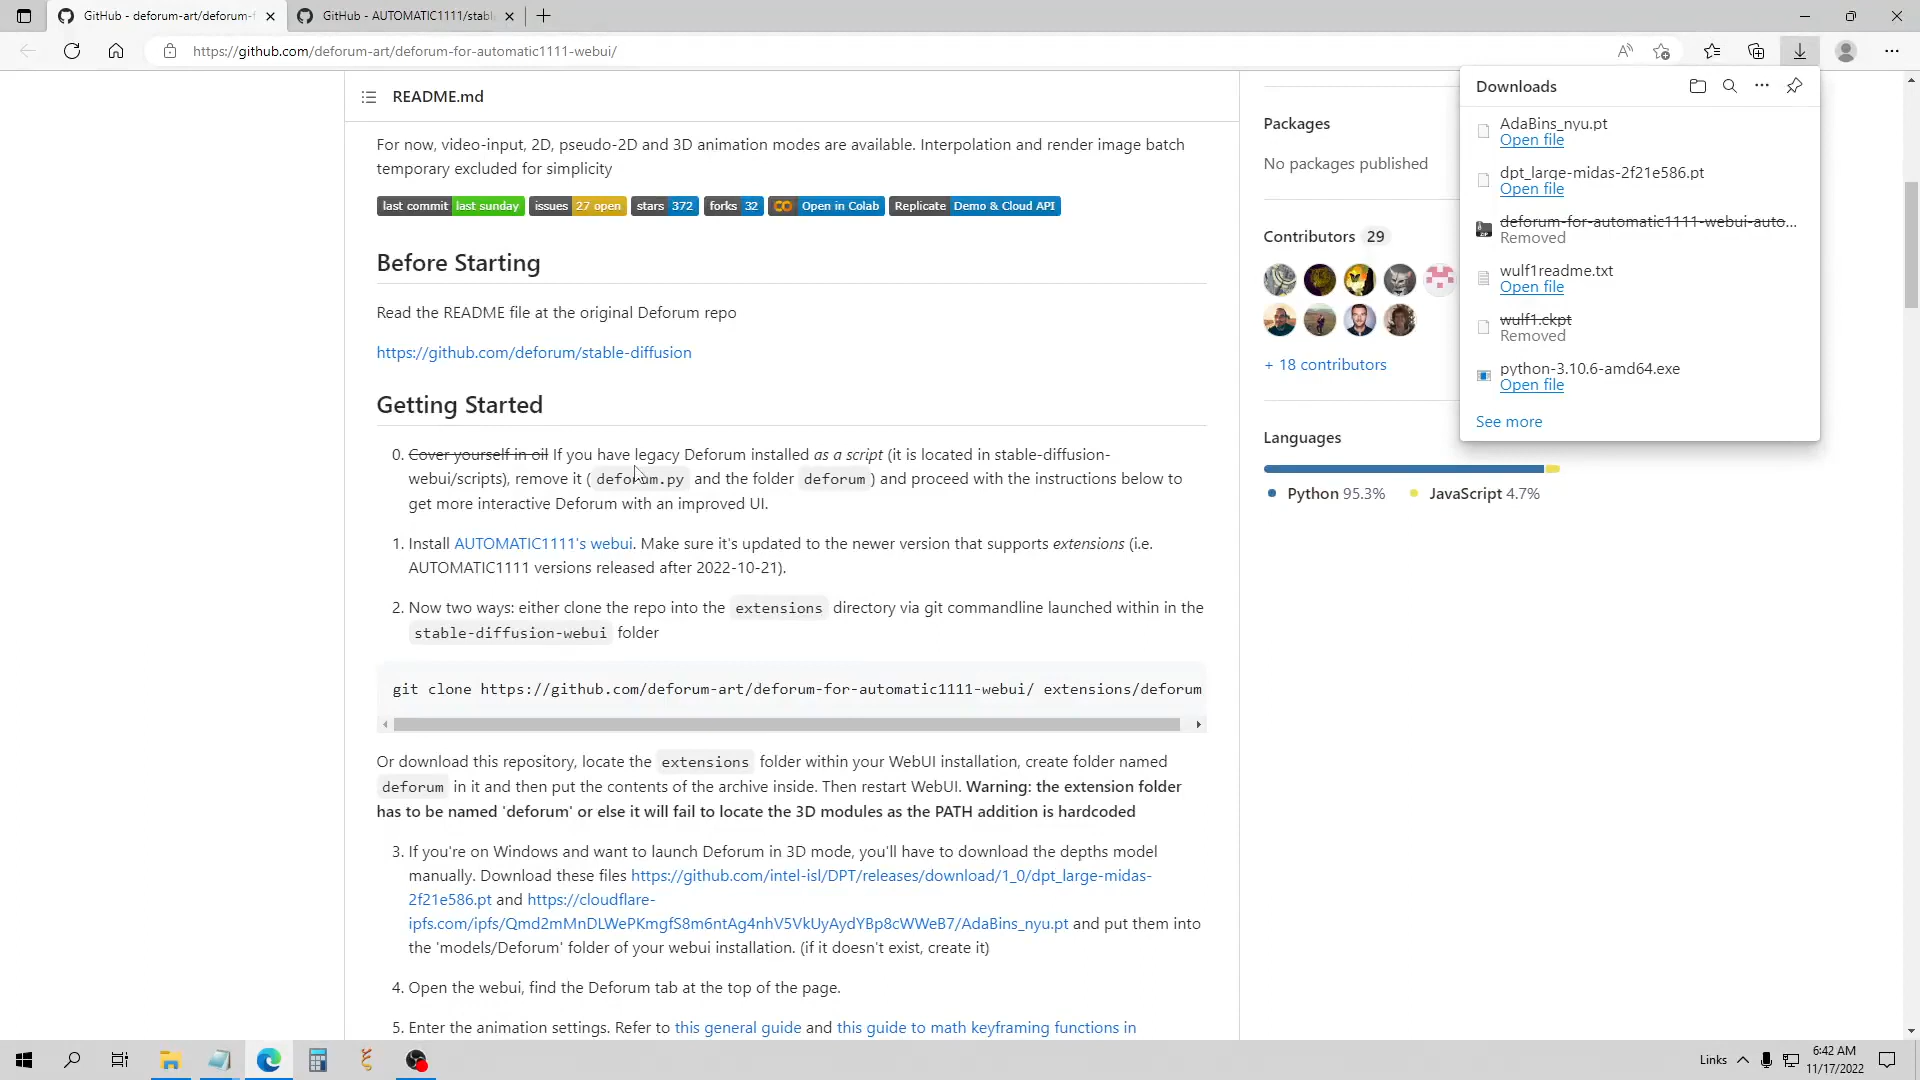 GitHub - deforum-art/deforum-f
GitHub - AUTOMATIC1111/stabl
https://github.com/deforum-art/deforum-for-automatic1111-webui/
README.md
For now, video-input, 2D, pseudo-2D and 3D animation modes are available. Interpolation and render image batch
temporary excluded for simplicity
last commit last sunday issues 27 open stars 372 forks 32 Open in Colab Replicate Demo & Cloud API
Before Starting
Read the README file at the original Deforum repo
https://github.com/deforum/stable-diffusion
Getting Started
0. Cover yourself in oil If you have legacy Deforum installed as a script (it is located in stable-diffusion-
webui/scripts), remove it ( deforum.py and the folder deforum ) and proceed with the instructions below to
get more interactive Deforum with an improved UI.
1. Install AUTOMATIC1111's webui. Make sure it's updated to the newer version that supports extensions (i.e.
AUTOMATIC1111 versions released after 2022-10-21).
2. Now two ways: either clone the repo into the extensions directory via git commandline launched within in the
stable-diffusion-webui folder
git clone https://github.com/deforum-art/deforum-for-automatic1111-webui/ extensions/deforum
Or download this repository, locate the extensions folder within your WebUI installation, create folder named
deforum in it and then put the contents of the archive inside. Then restart WebUI. Warning: the extension folder
has to be named 'deforum' or else it will fail to locate the 3D modules as the PATH addition is hardcoded
3. If you're on Windows and want to launch Deforum in 3D mode, you'll have to download the depths model
manually. Download these files https://github.com/intel-isl/DPT/releases/download/1_0/dpt_large-midas-
2f21e586.pt and https://cloudflare-
ipfs.com/ipfs/Qmd2mMnDLWePKmgfS8m6ntAg4nhV5VkUyAydYBp8cWWeB7/AdaBins_nyu.pt and put them into
the 'models/Deforum' folder of your webui installation. (if it doesn't exist, create it)
4. Open the webui, find the Deforum tab at the top of the page.
5. Enter the animation settings. Refer to this general guide and this guide to math keyframing functions in
Packages
No packages published
Contributors 29
+ 18 contributors
Languages
Python 95.3% JavaScript 4.7%
Downloads
AdaBins_nyu.pt
Open file
dpt_large-midas-2f21e586.pt
Open file
deforum-for-automatic1111-webui-auto...
Removed
wulf1readme.txt
Open file
wulf1.ckpt
Removed
python-3.10.6-amd64.exe
Open file
See more
Links
6:42 AM
11/17/2022